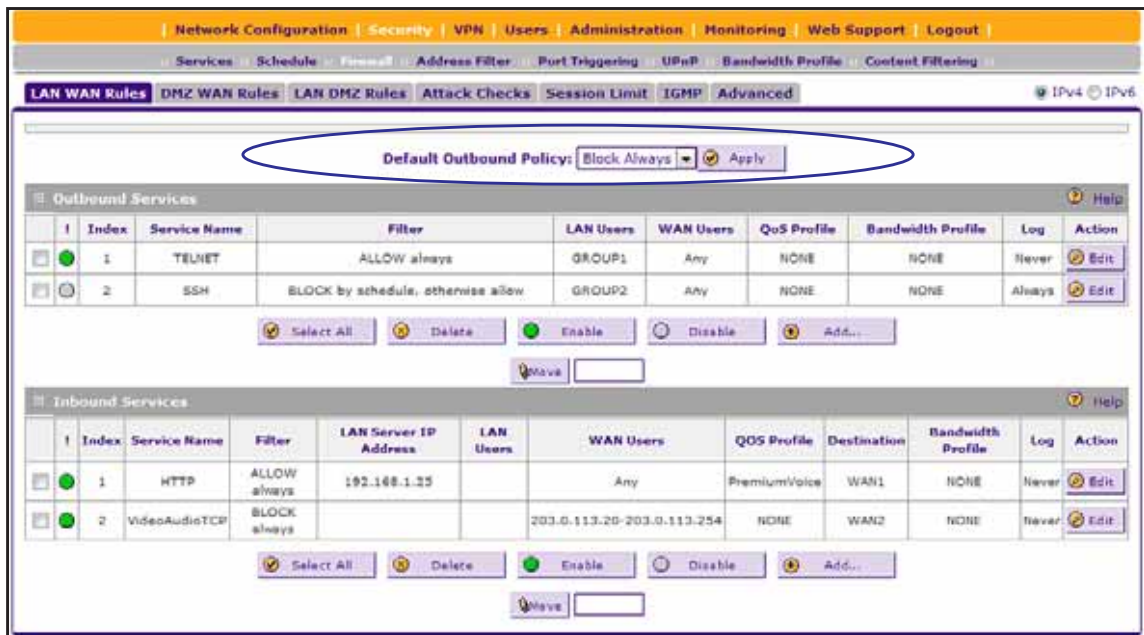 Network Configuration | Security | VPN | Users | Administration | Monitoring | Web Support | Logout
Services Schedule Firewall Address Filter Port Triggering UPnP Bandwidth Profile Content Filtering
LAN WAN Rules DMZ WAN Rules LAN DMZ Rules Attack Checks Session Limit IGMP Advanced IPv4 IPv6
Default Outbound Policy: Block Always Apply
Outbound Services Help
! Index Service Name Filter LAN Users WAN Users QoS Profile Bandwidth Profile Log Action
1 TELNET ALLOW always GROUP1 Any NONE NONE Never Edit
2 SSH BLOCK by schedule, otherwise allow GROUP2 Any NONE NONE Always Edit
Select All Delete Enable Disable Add...
Move
Inbound Services Help
! Index Service Name Filter LAN Server IP Address LAN Users WAN Users QOS Profile Destination Bandwidth Profile Log Action
1 HTTP ALLOW always 192.168.1.25 Any PremiumVoice WAN1 NONE Never Edit
2 VideoAudioTCP BLOCK always 203.0.113.20-203.0.113.254 NONE WAN2 NONE Never Edit
Select All Delete Enable Disable Add...
Move